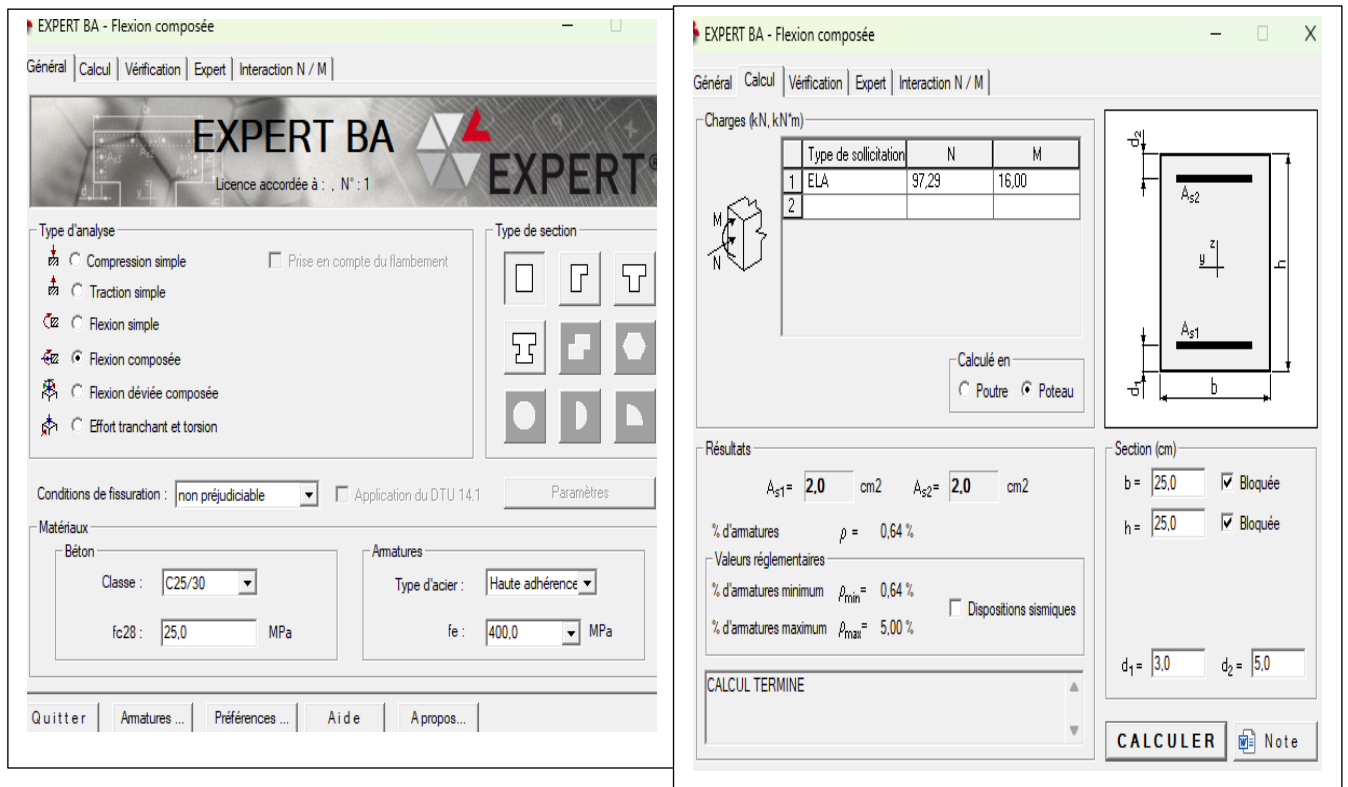 EXPERT BA - Flexion composée
Général Calcul Vérification Expert Interaction N / M
EXPERT BA
EXPERT®
Licence accordée à : , N° : 1
Type d'analyse
Compression simple
Prise en compte du flambement
Traction simple
Flexion simple
Flexion composée
Flexion déviée composée
Effort tranchant et torsion
Type de section
Conditions de fissuration : non préjudiciable
Application du DTU 14.1
Paramètres
Matériaux
Béton
Classe : C25/30
fc28 : 25,0 MPa
Armatures
Type d'acier : Haute adhérence
fe : 400,0 MPa
Quitter Armatures ... Préférences ... Aide A propos...
EXPERT BA - Flexion composée
Général Calcul Vérification Expert Interaction N / M
Charges (kN, kN*m)
Type de sollicitation N M
1 ELA 97,29 16,00
2
M
N
Calculé en
Poutre Poteau
d2
As2
z
y
h
As1
d1
b
Résultats
As1= 2,0 cm2 As2= 2,0 cm2
% d'armatures ρ = 0,64 %
Valeurs réglementaires
% d'armatures minimum ρmin= 0,64 %
% d'armatures maximum ρmax= 5,00 %
Dispositions sismiques
CALCUL TERMINE
Section (cm)
b = 25,0 Bloquée
h = 25,0 Bloquée
d1 = 3,0 d2 = 5,0
CALCULER Note